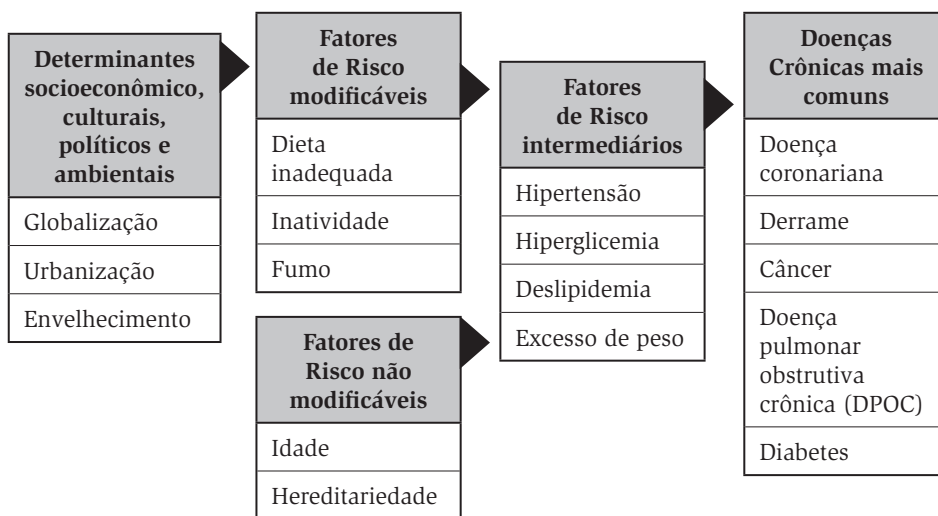 Determinantes
socioeconômico,
culturais,
políticos e
ambientais
Globalização
Urbanização
Envelhecimento
Fatores
de Risco
modificáveis
Dieta
inadequada
Inatividade
Fumo
Fatores de
Risco não
modificáveis
Idade
Hereditariedade
Fatores
de Risco
intermediários
Hipertensão
Hiperglicemia
Deslipidemia
Excesso de peso
Doenças
Crônicas mais
comuns
Doença
coronariana
Derrame
Câncer
Doença
pulmonar
obstrutiva
crônica (DPOC)
Diabetes